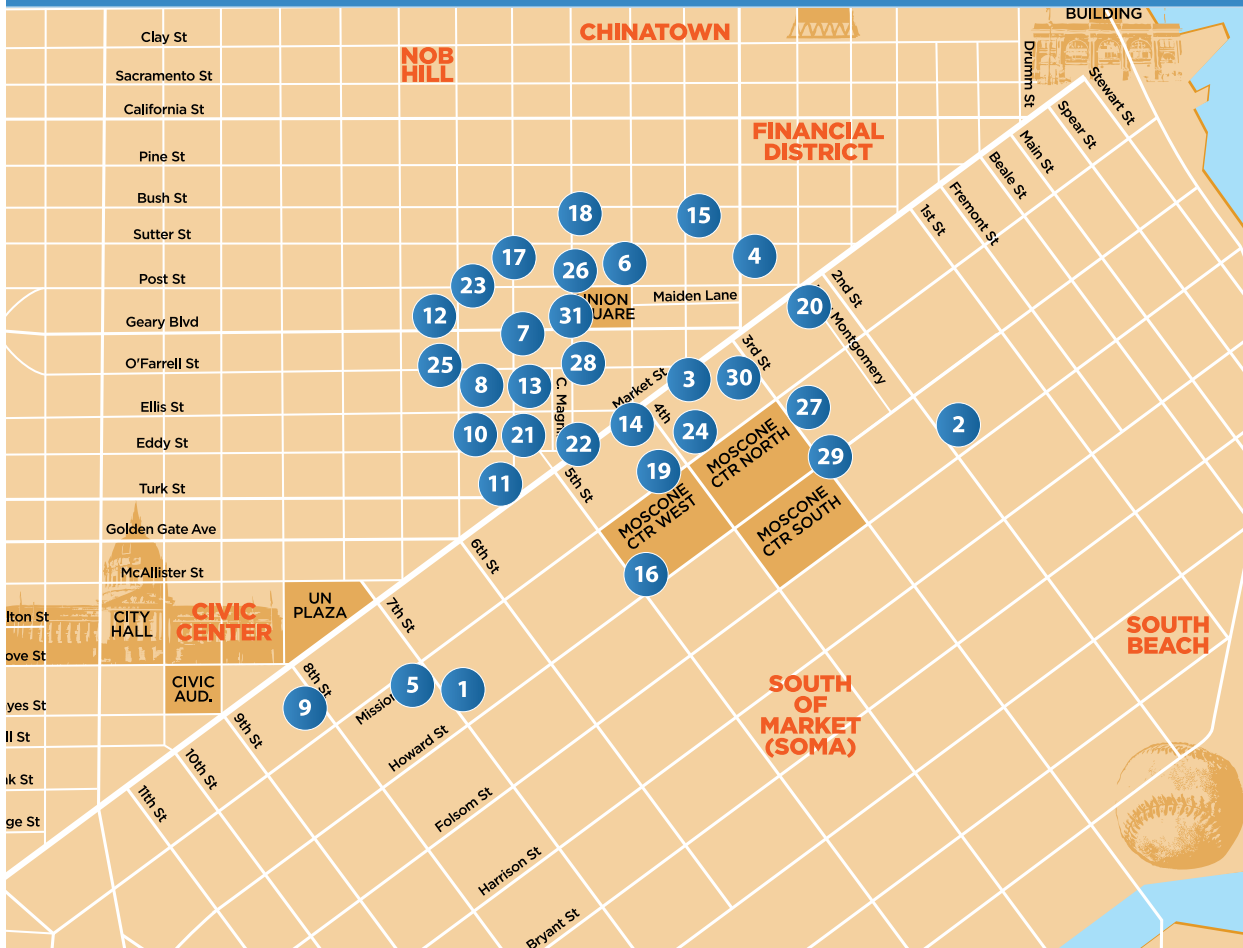 BUILDING
CHINATOWN
Clay St
NOB
HILL
Sacramento St
California St
Drumm St
Stewart St
Spear St
Main St
Beale St
Fremont St
1st St
FINANCIAL
DISTRICT
Pine St
Bush St
18
15
Sutter St
17
26
6
4
Post St
23
UNION
SQUARE
Maiden Lane
2nd St
20
Montgomery
12
31
Geary Blvd
7
3rd St
O'Farrell St
25
28
8
13
C. Magn
Market St
3
30
Ellis St
4th
27
14
24
2
Eddy St
10
21
22
MOSCONE
CTR NORTH
29
19
5th St
Turk St
11
MOSCONE
CTR WEST
MOSCONE
CTR SOUTH
Golden Gate Ave
6th St
McAllister St
16
UN
PLAZA
7th St
lton St
CITY
HALL
CIVIC
CENTER
SOUTH
BEACH
ove St
CIVIC
AUD.
8th St
5
1
Mission
yes St
9
9th St
Howard St
SOUTH
OF
MARKET
(SOMA)
ll St
10th St
k St
11th St
Folsom St
ge St
Harrison St
Bryant St